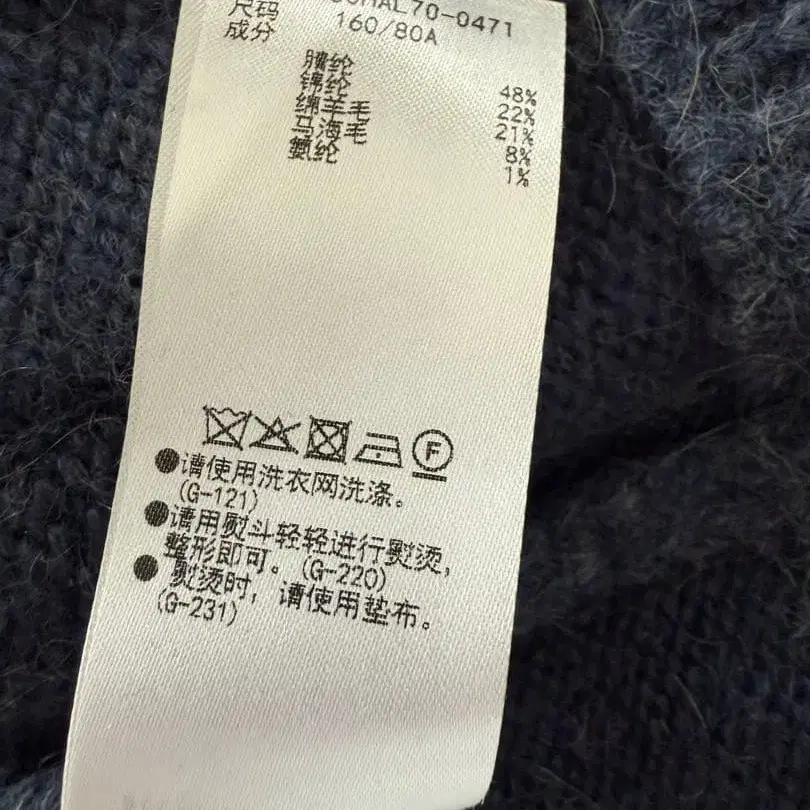 尺码 160/80A
成分
腈纶 48%
锦纶 22%
绵羊毛 21%
马海毛 8%
氨纶 1%
F
●请使用洗衣网洗涤。
(G-121)
●请用熨斗轻轻进行熨烫，
整形即可。(G-220)
●熨烫时，请使用垫布。
(G-231)